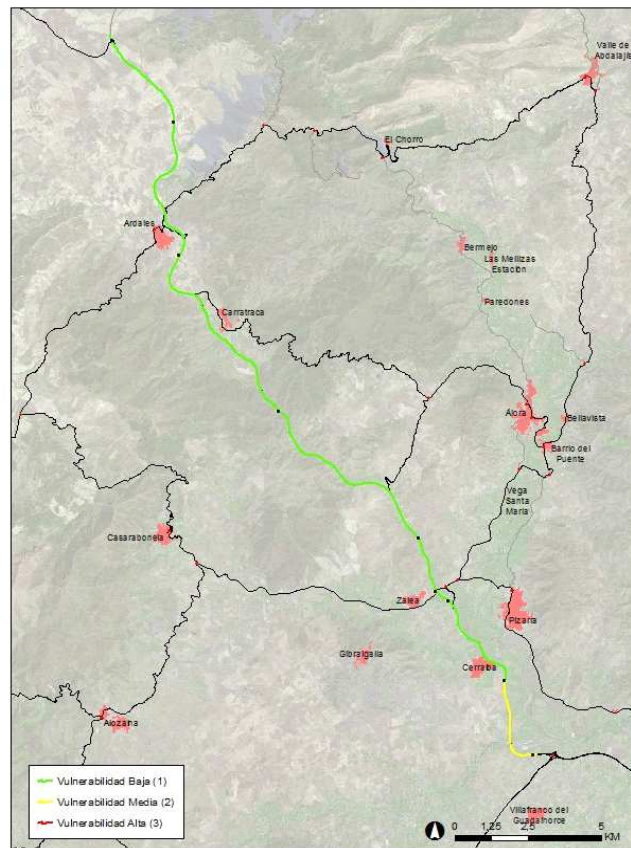 Valle de
Abdalajís
El Chorro
Ardales
Bermejo
Las Mellizas
Estación
Paredones
Carratraca
Álora
Bellavista
Barrio del
Puente
Vega
Santa
María
Casarabonela
Zalea
Pizarra
Gibralgalia
Cerralba
Alozaina
Villafranco del
Guadalhorce
Vulnerabilidad Baja (1)
Vulnerabilidad Media (2)
Vulnerabilidad Alta (3)
0 1,25 2,5 5
KM